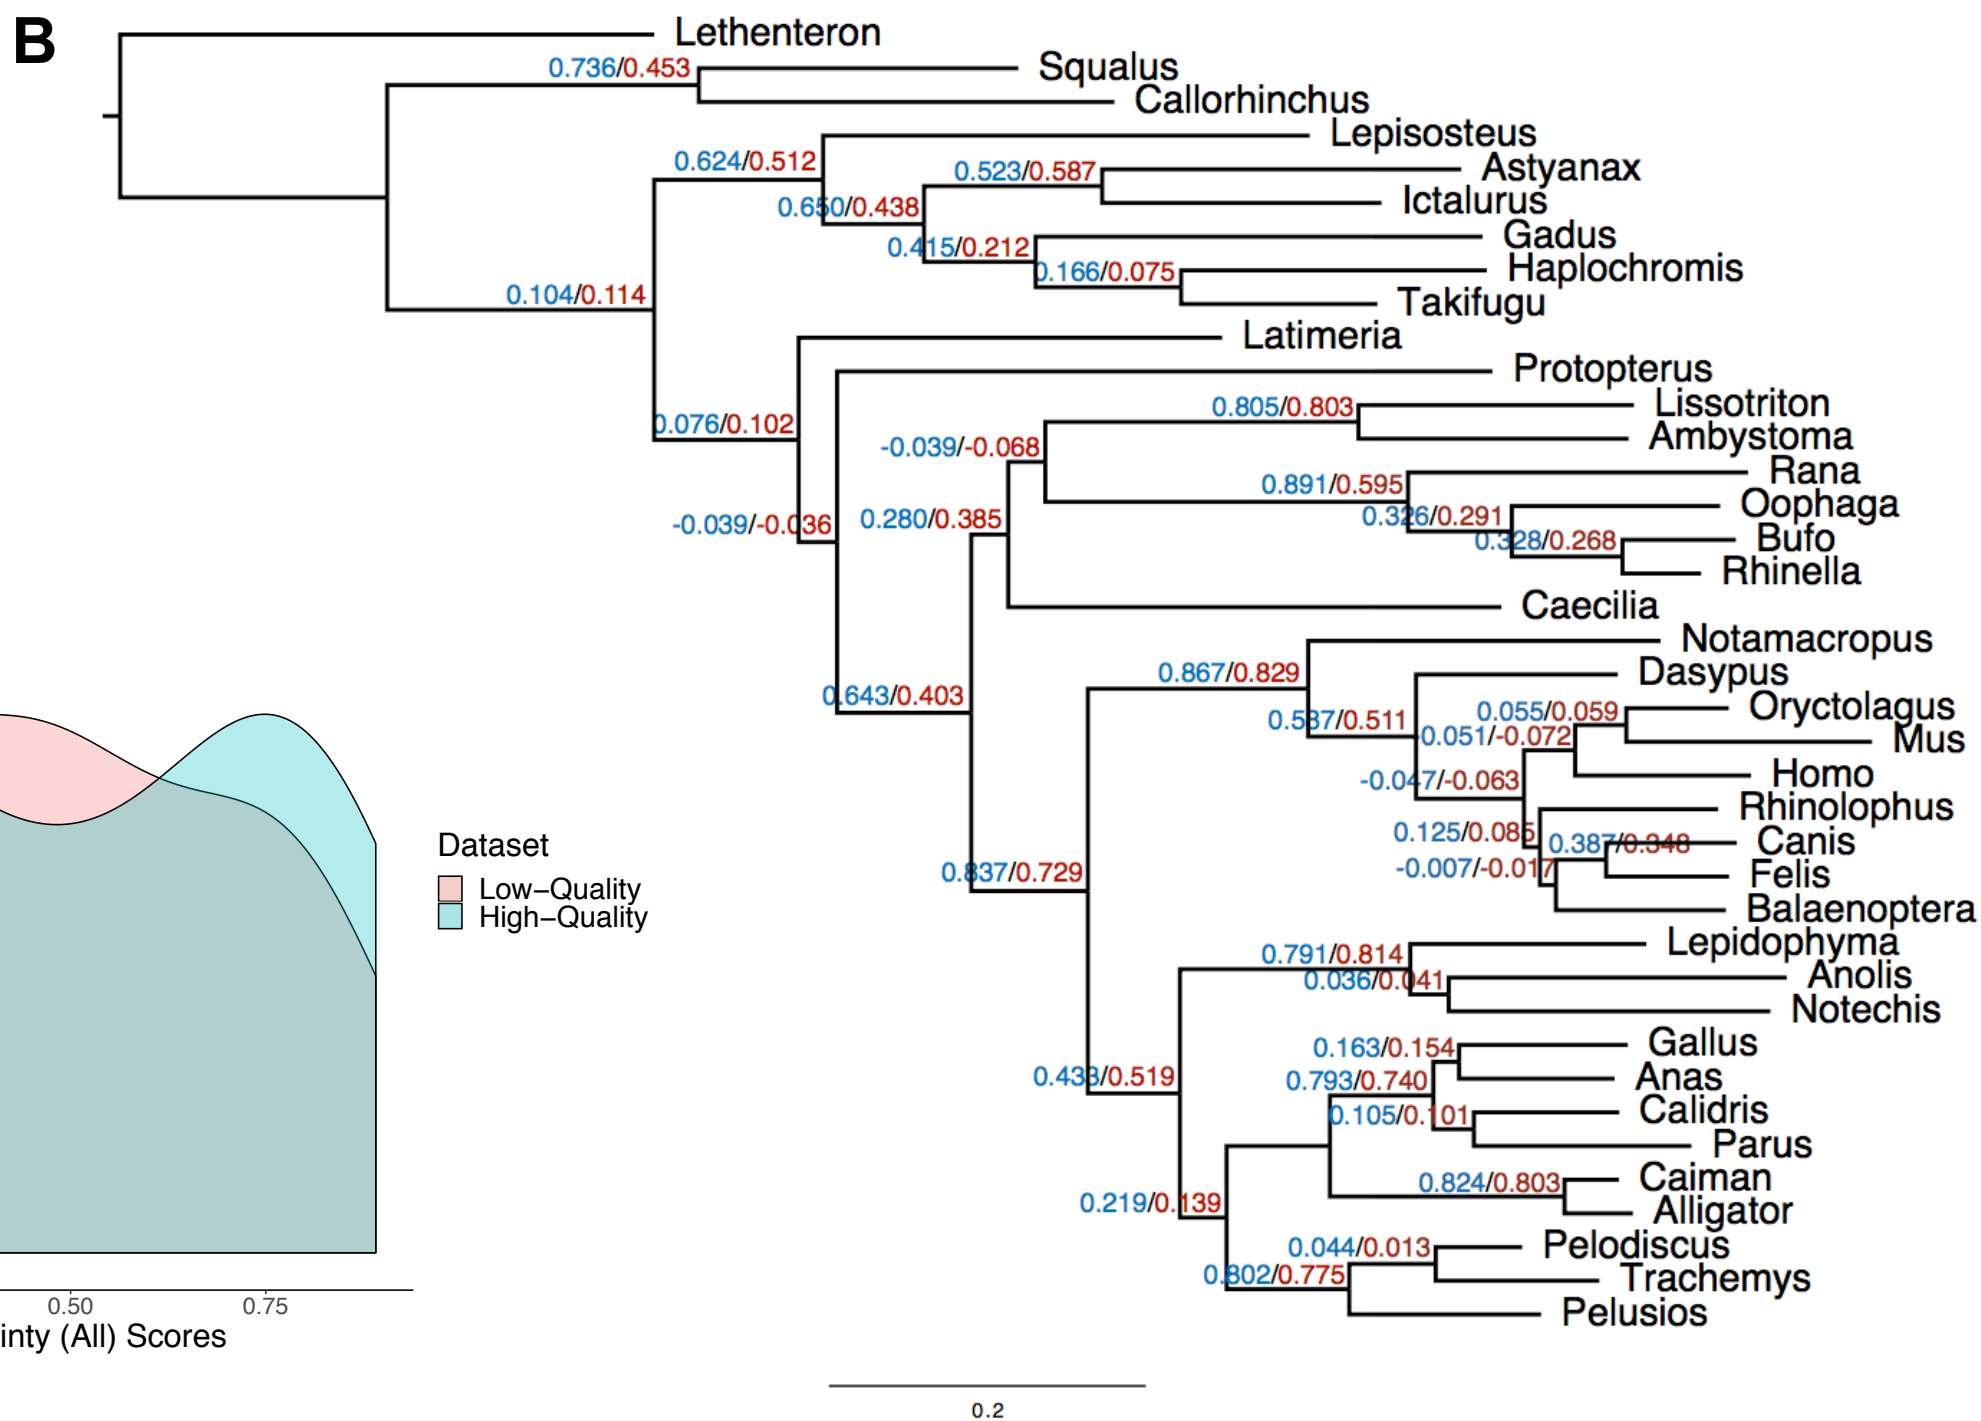 B
Lethenteron
0.736/0.453
Squalus
Callorhinchus
Lepisosteus
0.624/0.512
0.523/0.587
Astyanax
Ictalurus
0.650/0.438
Gadus
0.415/0.212
0.166/0.075
Haplochromis
Takifugu
0.104/0.114
Latimeria
Protopterus
0.076/0.102
0.805/0.803
Lissotriton
Ambystoma
-0.039/-0.068
Rana
0.891/0.595
Oophaga
0.326/0.291
-0.039/-0.036
0.280/0.385
0.328/0.268
Bufo
Rhinella
Caecilia
Notamacropus
0.867/0.829
Dasypus
0.643/0.403
0.055/0.059
Oryctolagus
0.587/0.511
-0.051/-0.072
Mus
-0.047/-0.063
Homo
Rhinolophus
0.125/0.085
0.387/0.348
Canis
-0.007/-0.017
Felis
0.837/0.729
Balaenoptera
Dataset
Low-Quality
High-Quality
Lepidophyma
0.791/0.814
0.036/0.041
Anolis
Notechis
0.163/0.154
Gallus
0.433/0.519
0.793/0.740
Anas
0.105/0.101
Calidris
Parus
0.824/0.803
Caiman
0.219/0.139
Alligator
0.044/0.013
Pelodiscus
0.802/0.775
Trachemys
Pelusios
0.50 0.75
inty (All) Scores
0.2